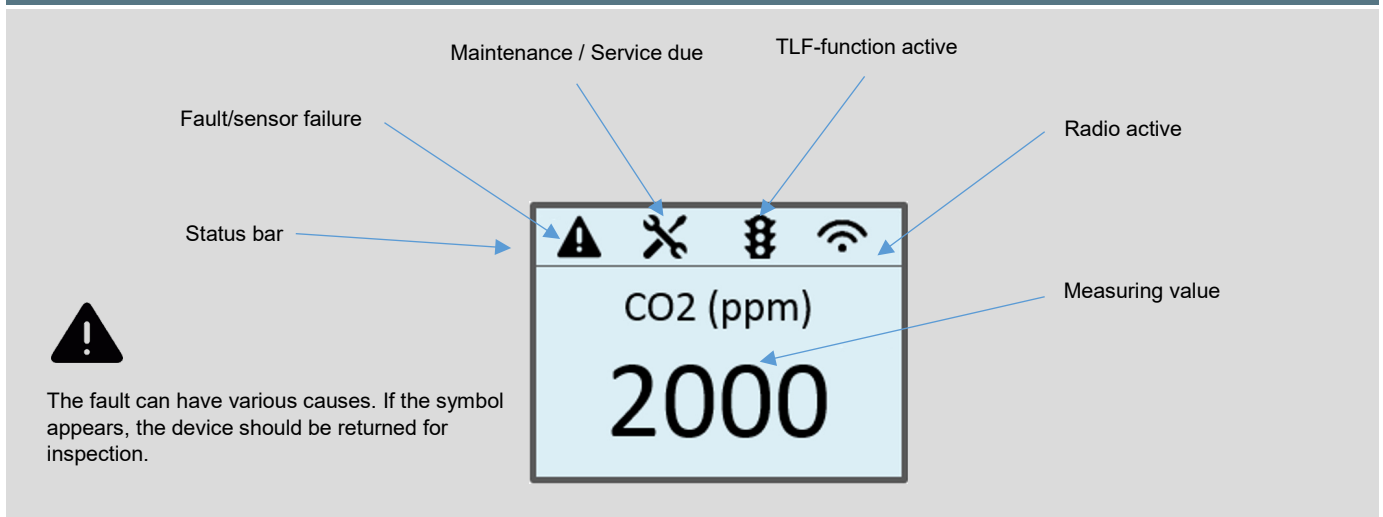 Maintenance / Service due
TLF-function active
Fault/sensor failure
Radio active
Status bar
CO2 (ppm)
2000
Measuring value
The fault can have various causes. If the symbol
appears, the device should be returned for
inspection.